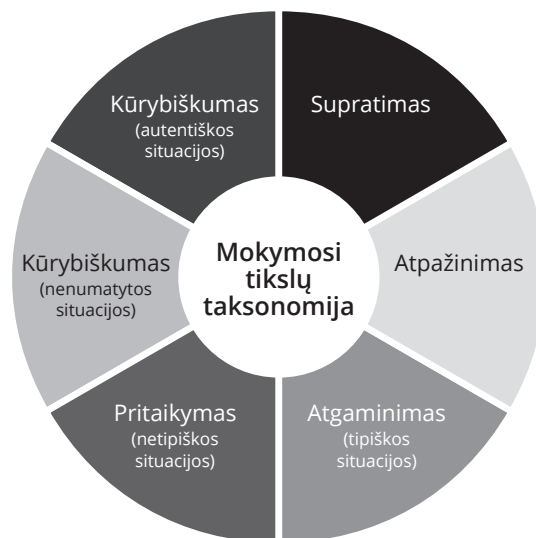 Mokymosi
tikslų
taksonomija
Supratimas
Atpažinimas
Atgaminimas
(tipiškos
situacijos)
Pritaikymas
(netipiškos
situacijos)
Kūrybiškumas
(nenumatytos
situacijos)
Kūrybiškumas
(autentiškos
situacijos)